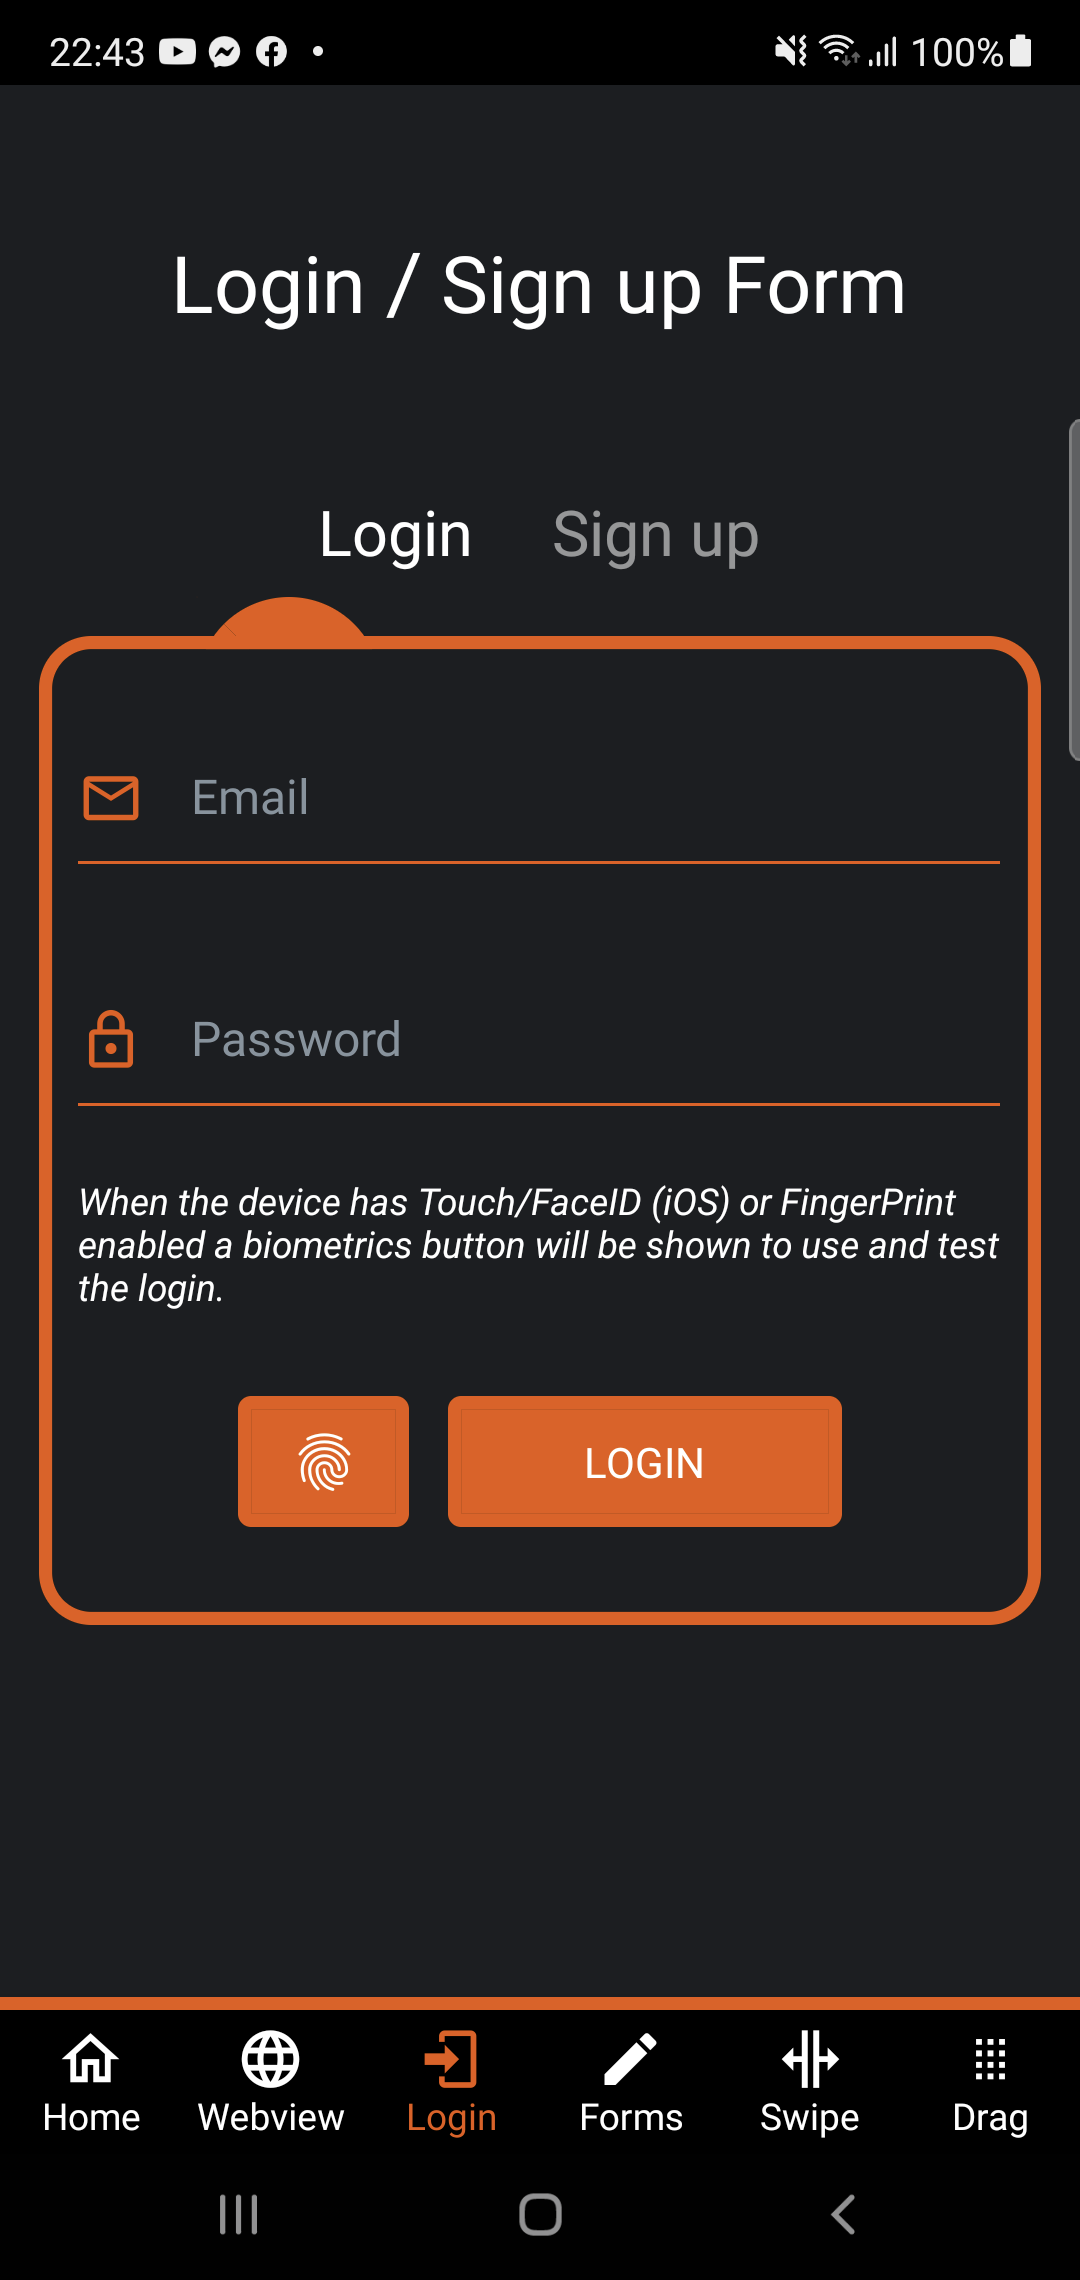 22:43
100%
Login / Sign up Form
Login Sign up
Email
Password
When the device has Touch/FaceID (iOS) or FingerPrint
enabled a biometrics button will be shown to use and test
the login.
LOGIN
Home Webview Login Forms Swipe Drag